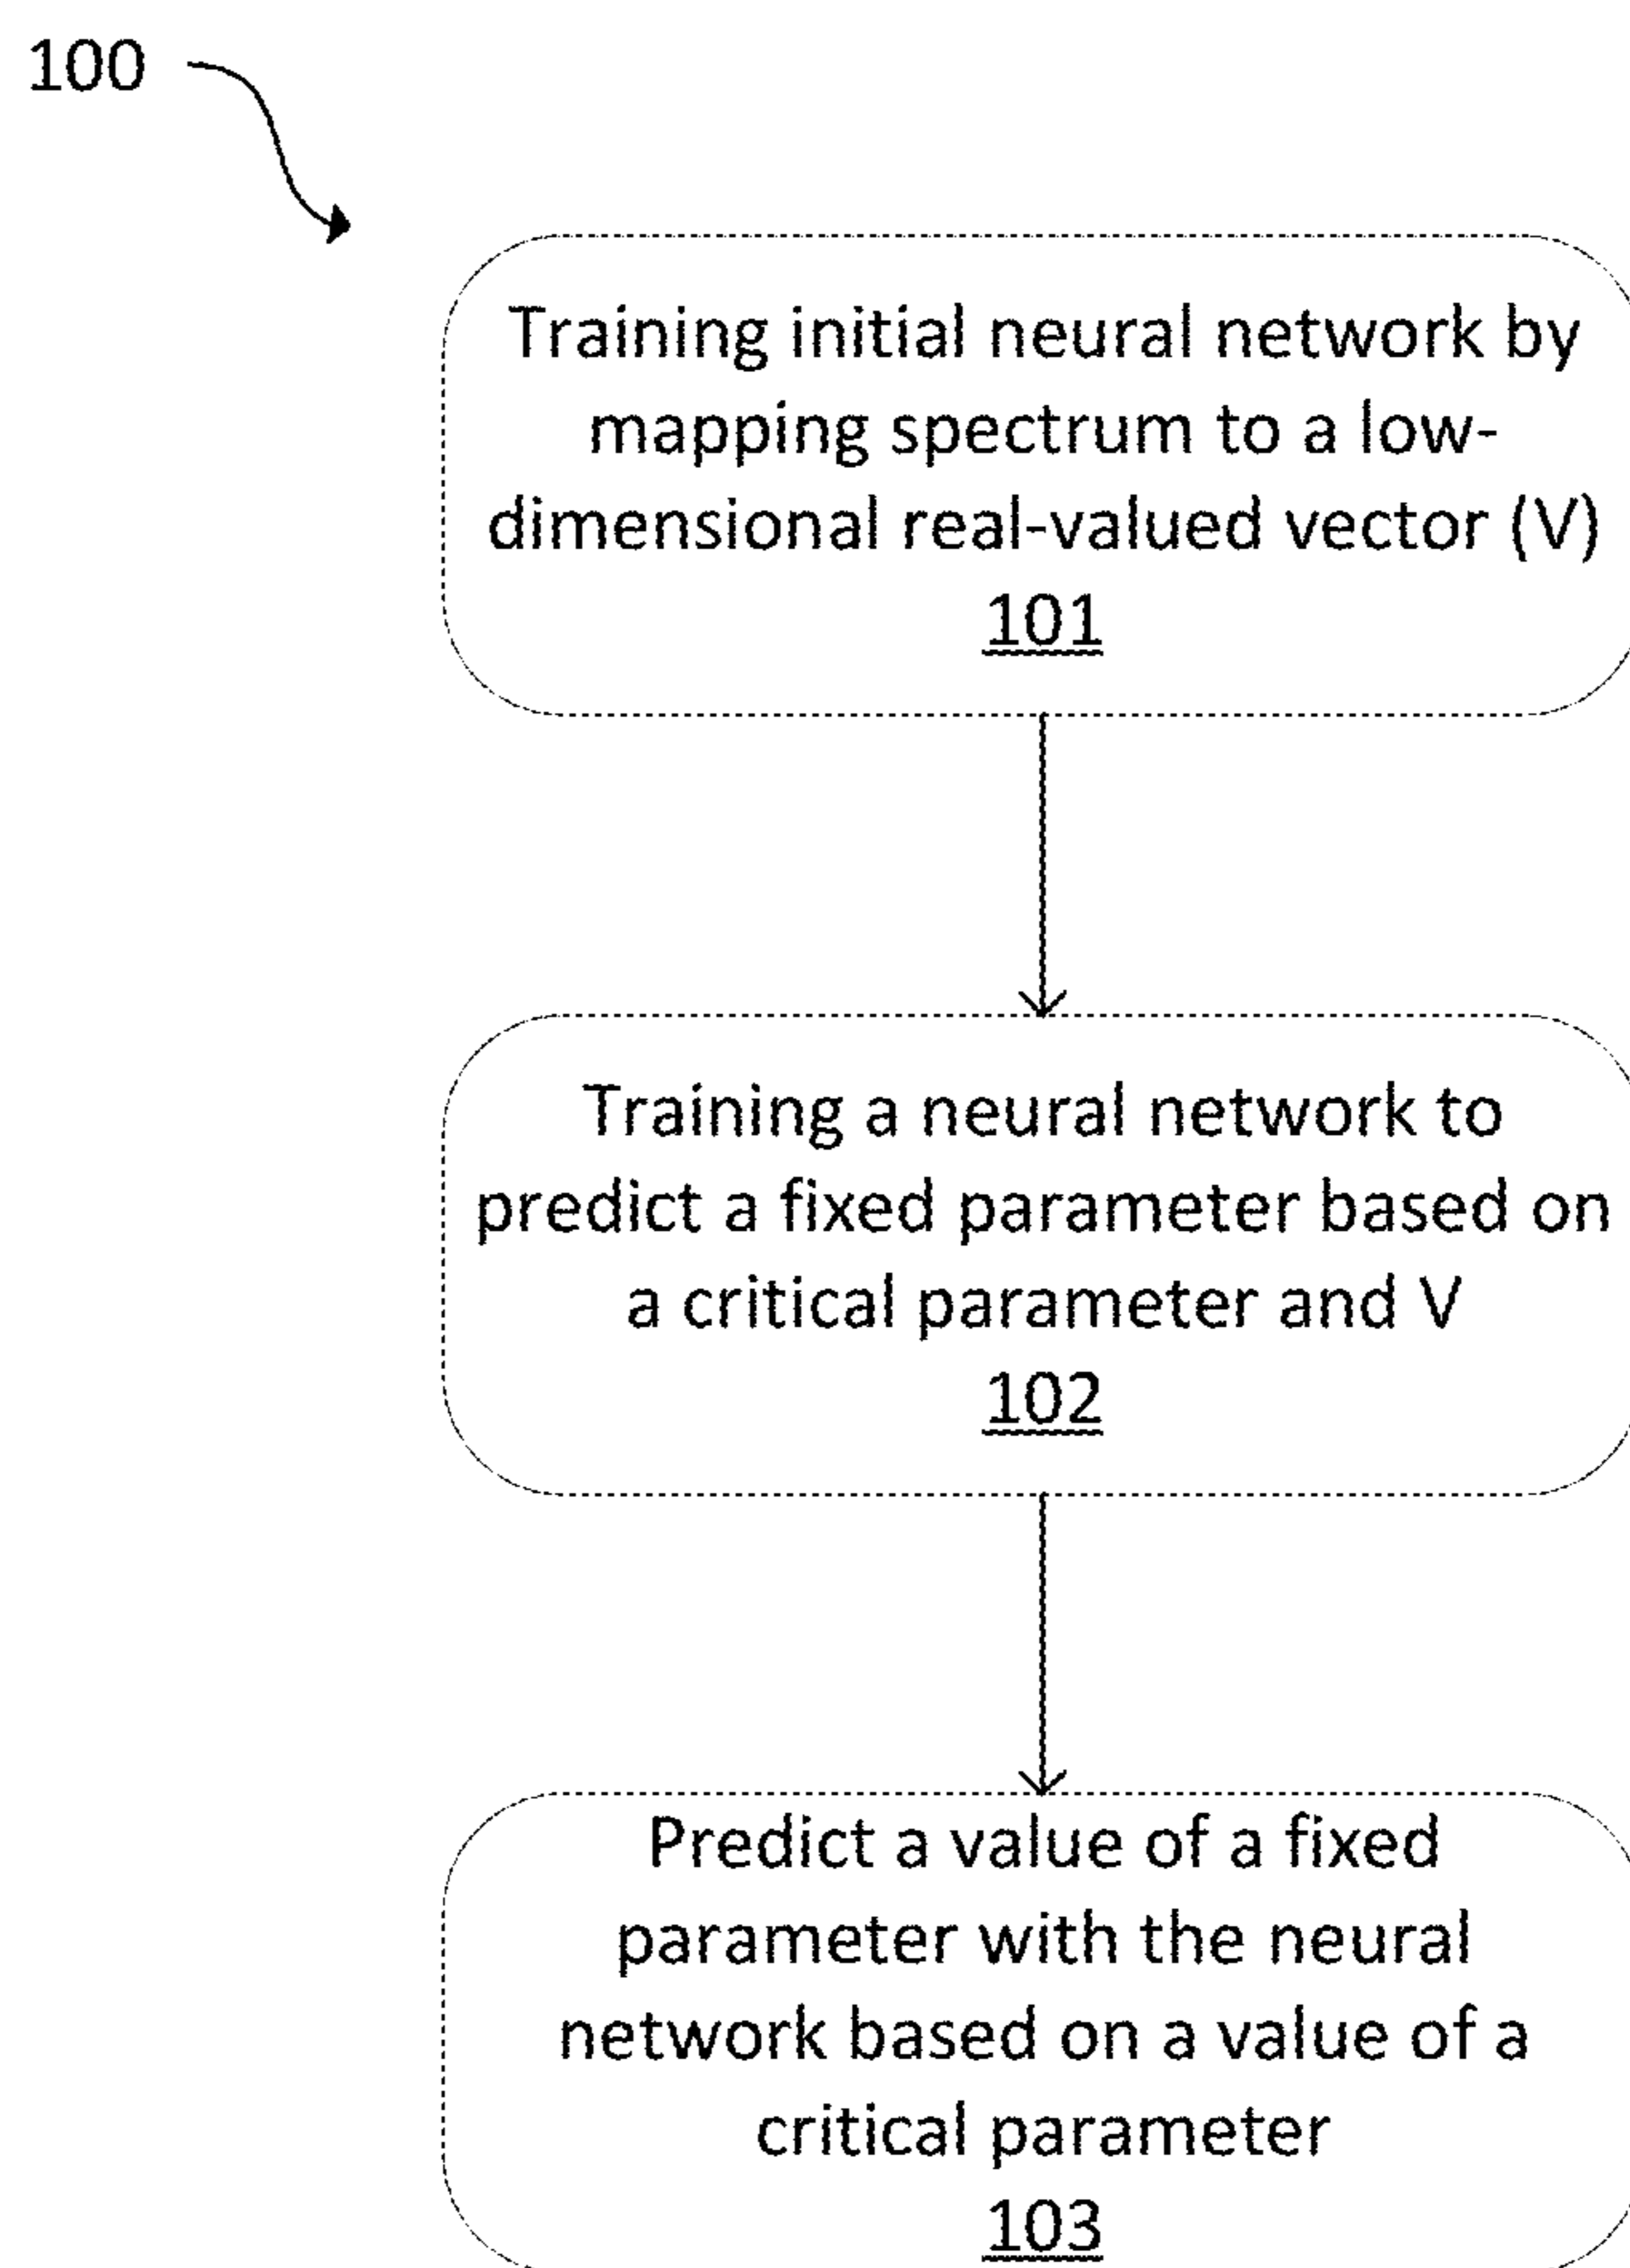 100
Training initial neural network by
mapping spectrum to a low-
dimensional real-valued vector (V)
101
Training a neural network to
predict a fixed parameter based on
a critical parameter and V
102
Predict a value of a fixed
parameter with the neural
network based on a value of a
critical parameter
103